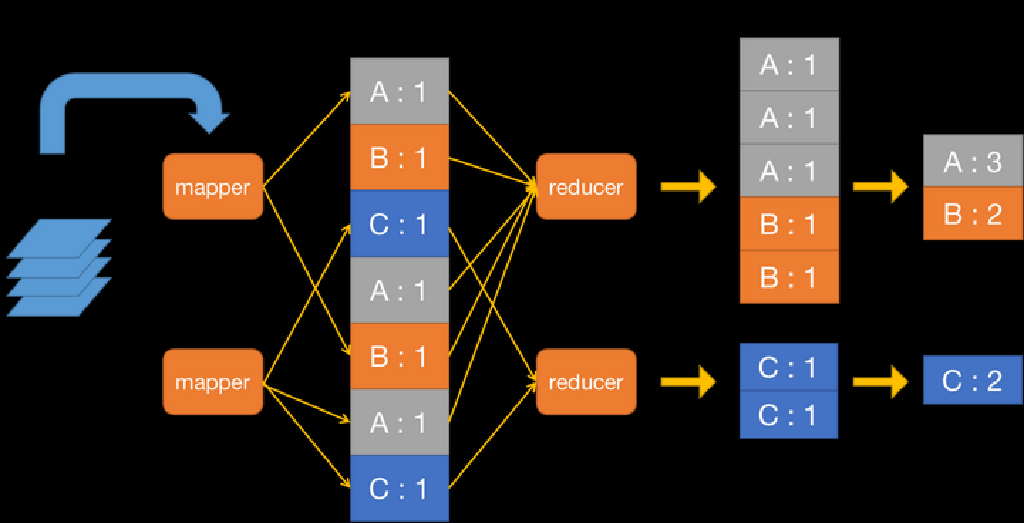 mapper
mapper
A : 1
B : 1
C : 1
A : 1
B : 1
A : 1
C : 1
reducer
reducer
A : 1
A : 1
A : 1
B : 1
B : 1
C : 1
C : 1
A : 3
B : 2
C : 2